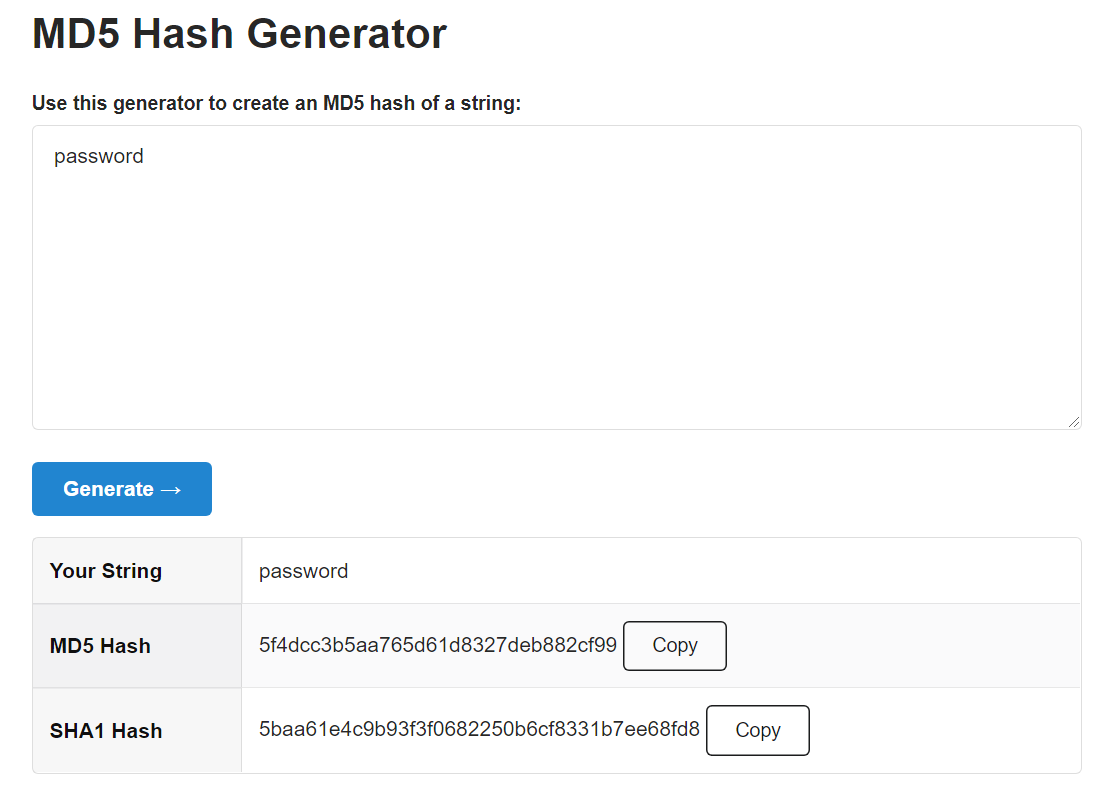 MD5 Hash Generator
Use this generator to create an MD5 hash of a string:
password
Generate →
Your String password
MD5 Hash 5f4dcc3b5aa765d61d8327deb882cf99 Copy
SHA1 Hash 5baa61e4c9b93f3f0682250b6cf8331b7ee68fd8 Copy